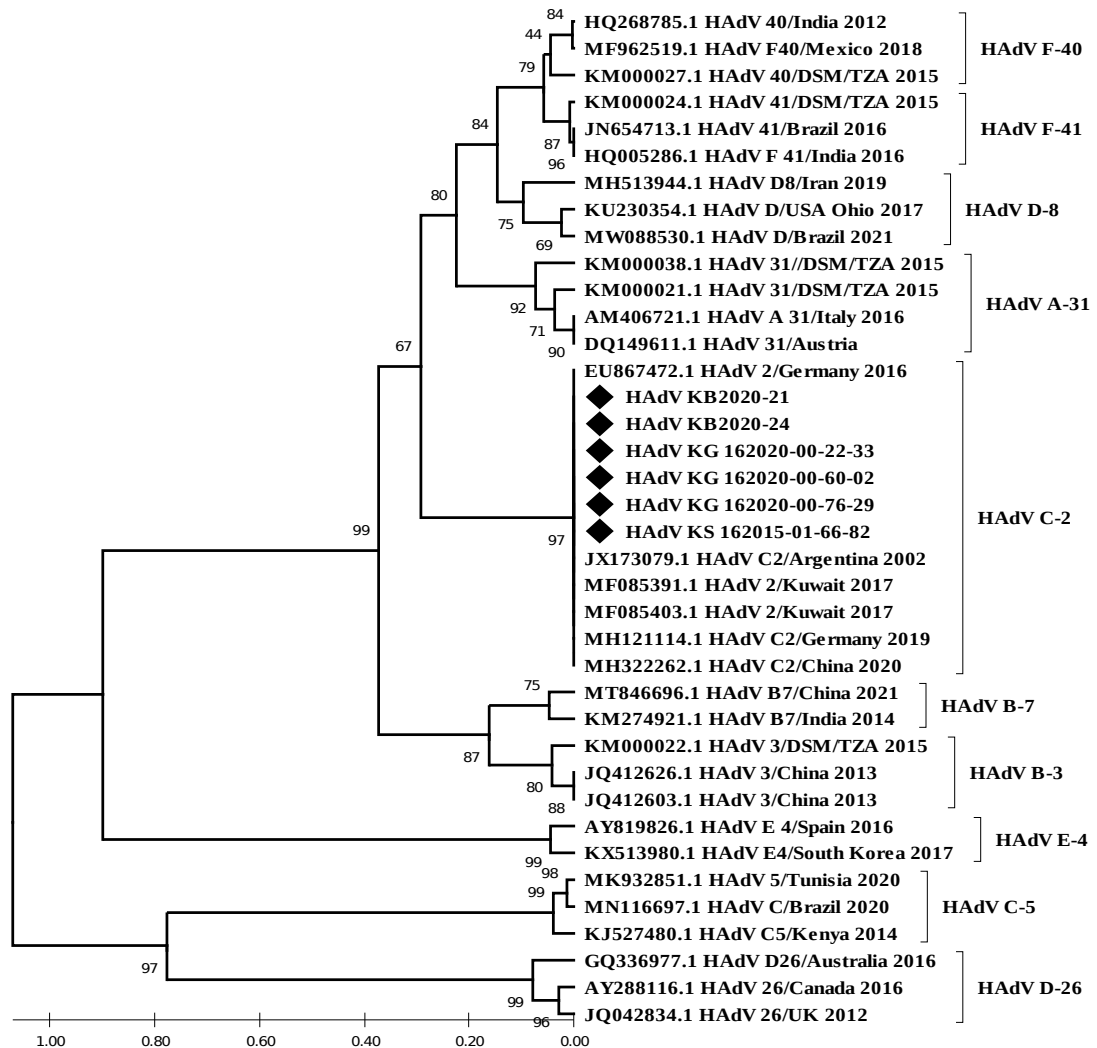 84
HQ268785.1 HAdV 40/India 2012
44
MF962519.1 HAdV F40/Mexico 2018
HAdV F-40
79
KM000027.1 HAdV 40/DSM/TZA 2015
KM000024.1 HAdV 41/DSM/TZA 2015
84
JN654713.1 HAdV 41/Brazil 2016
HAdV F-41
87
HQ005286.1 HAdV F 41/India 2016
96
MH513944.1 HAdV D8/Iran 2019
80
KU230354.1 HAdV D/USA Ohio 2017
HAdV D-8
75
MW088530.1 HAdV D/Brazil 2021
69
KM000038.1 HAdV 31//DSM/TZA 2015
KM000021.1 HAdV 31/DSM/TZA 2015
HAdV A-31
92
AM406721.1 HAdV A 31/Italy 2016
71
DQ149611.1 HAdV 31/Austria
67
90
EU867472.1 HAdV 2/Germany 2016
HAdV KB2020-21
HAdV KB2020-24
HAdV KG 162020-00-22-33
HAdV KG 162020-00-60-02
HAdV KG 162020-00-76-29
HAdV C-2
99
HAdV KS 162015-01-66-82
97
JX173079.1 HAdV C2/Argentina 2002
MF085391.1 HAdV 2/Kuwait 2017
MF085403.1 HAdV 2/Kuwait 2017
MH121114.1 HAdV C2/Germany 2019
MH322262.1 HAdV C2/China 2020
75
MT846696.1 HAdV B7/China 2021
HAdV B-7
KM274921.1 HAdV B7/India 2014
KM000022.1 HAdV 3/DSM/TZA 2015
87
JQ412626.1 HAdV 3/China 2013
HAdV B-3
80
JQ412603.1 HAdV 3/China 2013
88
AY819826.1 HAdV E 4/Spain 2016
HAdV E-4
KX513980.1 HAdV E4/South Korea 2017
99
98
MK932851.1 HAdV 5/Tunisia 2020
99
MN116697.1 HAdV C/Brazil 2020
HAdV C-5
KJ527480.1 HAdV C5/Kenya 2014
97
GQ336977.1 HAdV D26/Australia 2016
AY288116.1 HAdV 26/Canada 2016
HAdV D-26
99
JQ042834.1 HAdV 26/UK 2012
96
1.00 0.80 0.60 0.40 0.20 0.00